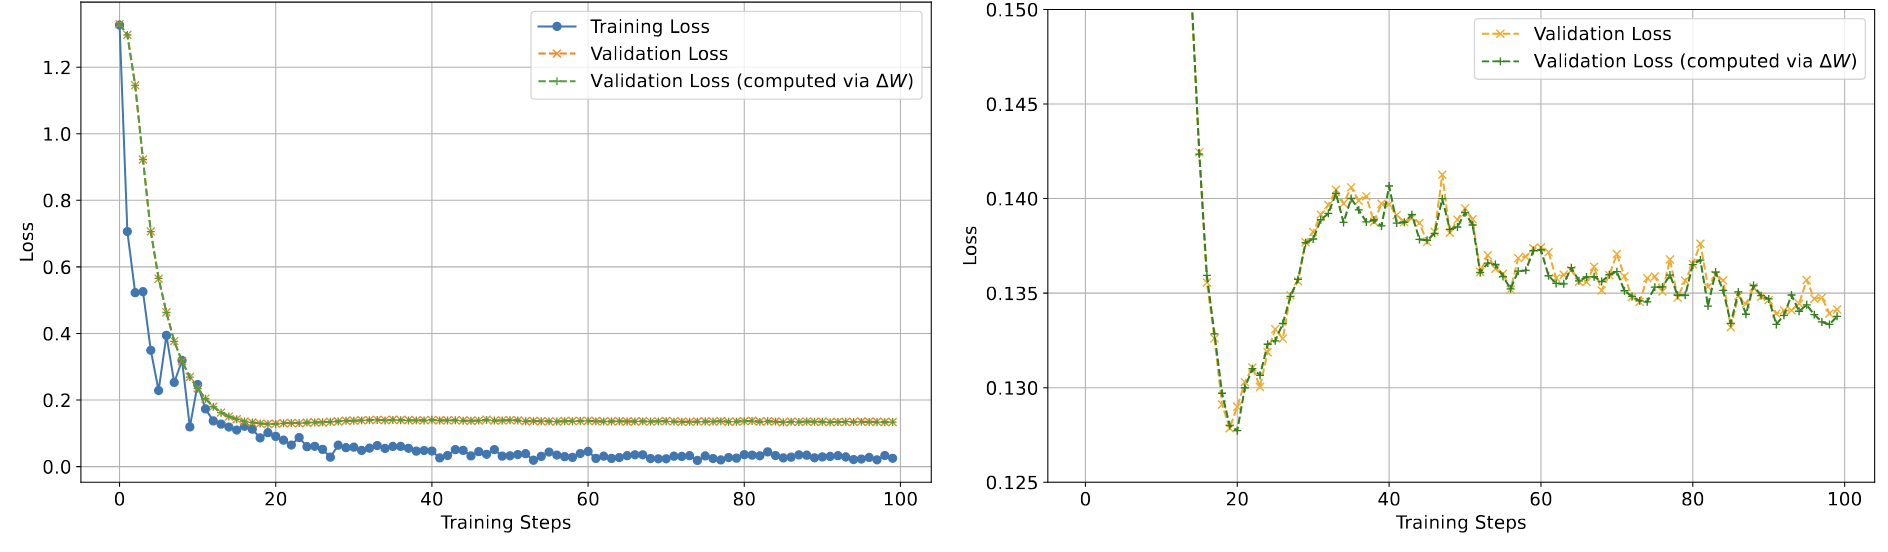 Training Loss
Validation Loss
Validation Loss (computed via ΔW)
Loss
1.2
1.0
0.8
0.6
0.4
0.2
0.0
0 20 40 60 80 100
Training Steps
Validation Loss
Validation Loss (computed via ΔW)
Loss
0.150
0.145
0.140
0.135
0.130
0.125
0 20 40 60 80 100
Training Steps